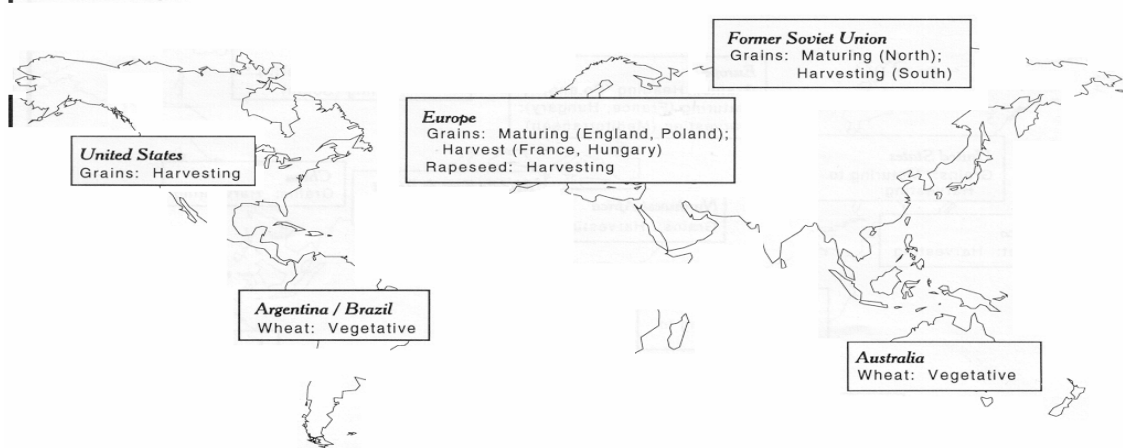 Former Soviet Union
Grains: Maturing (North);
Harvesting (South)
Europe
Grains: Maturing (England, Poland);
Harvest (France, Hungary)
Rapeseed: Harvesting
United States
Grains: Harvesting
Argentina / Brazil
Wheat: Vegetative
Australia
Wheat: Vegetative